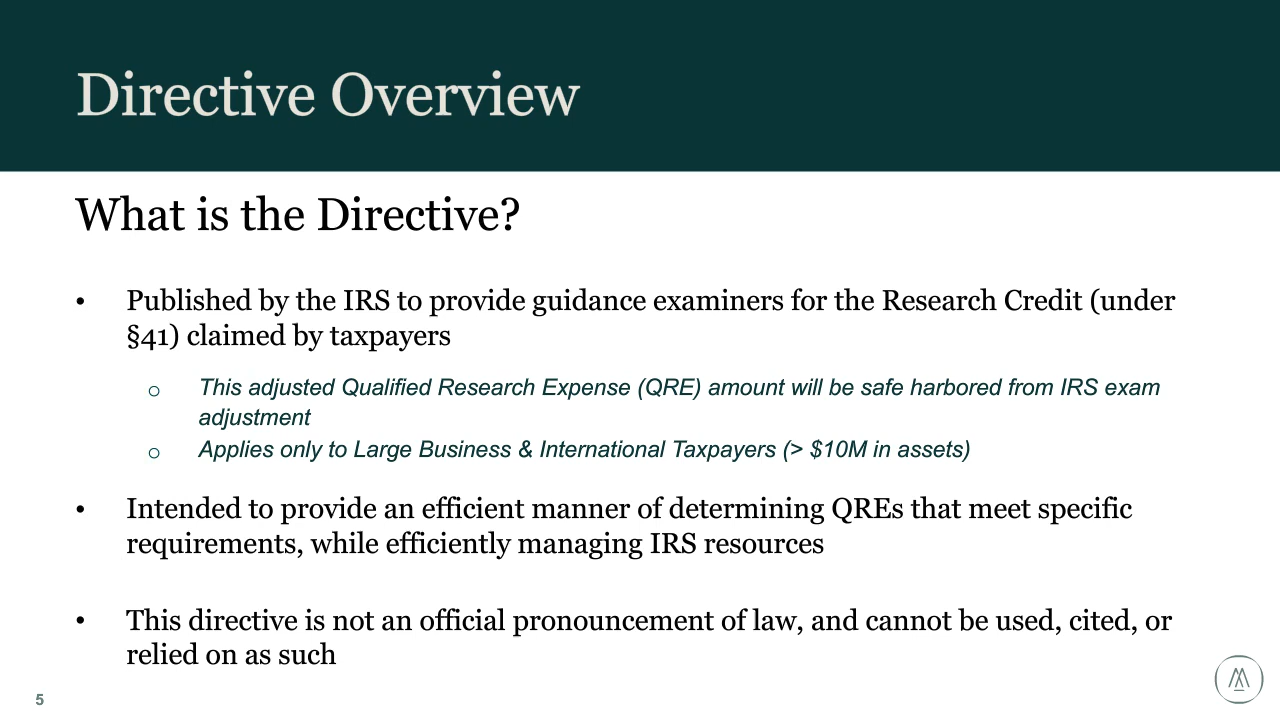 Directive Overview
What is the Directive?
• Published by the IRS to provide guidance examiners for the Research Credit (under
§41) claimed by taxpayers
o This adjusted Qualified Research Expense (QRE) amount will be safe harbored from IRS exam
adjustment
o Applies only to Large Business & International Taxpayers (> $10M in assets)
• Intended to provide an efficient manner of determining QREs that meet specific
requirements, while efficiently managing IRS resources
• This directive is not an official pronouncement of law, and cannot be used, cited, or
relied on as such
5